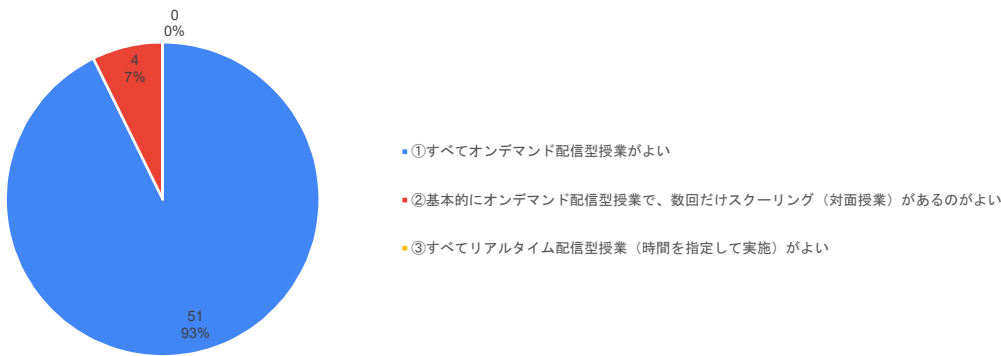 0
0%
4
7%
①すべてオンデマンド配信型授業がよい
②基本的にオンデマンド配信型授業で、数回だけスクーリング（対面授業）があるのがよい
③すべてリアルタイム配信型授業（時間を指定して実施）がよい
51
93%